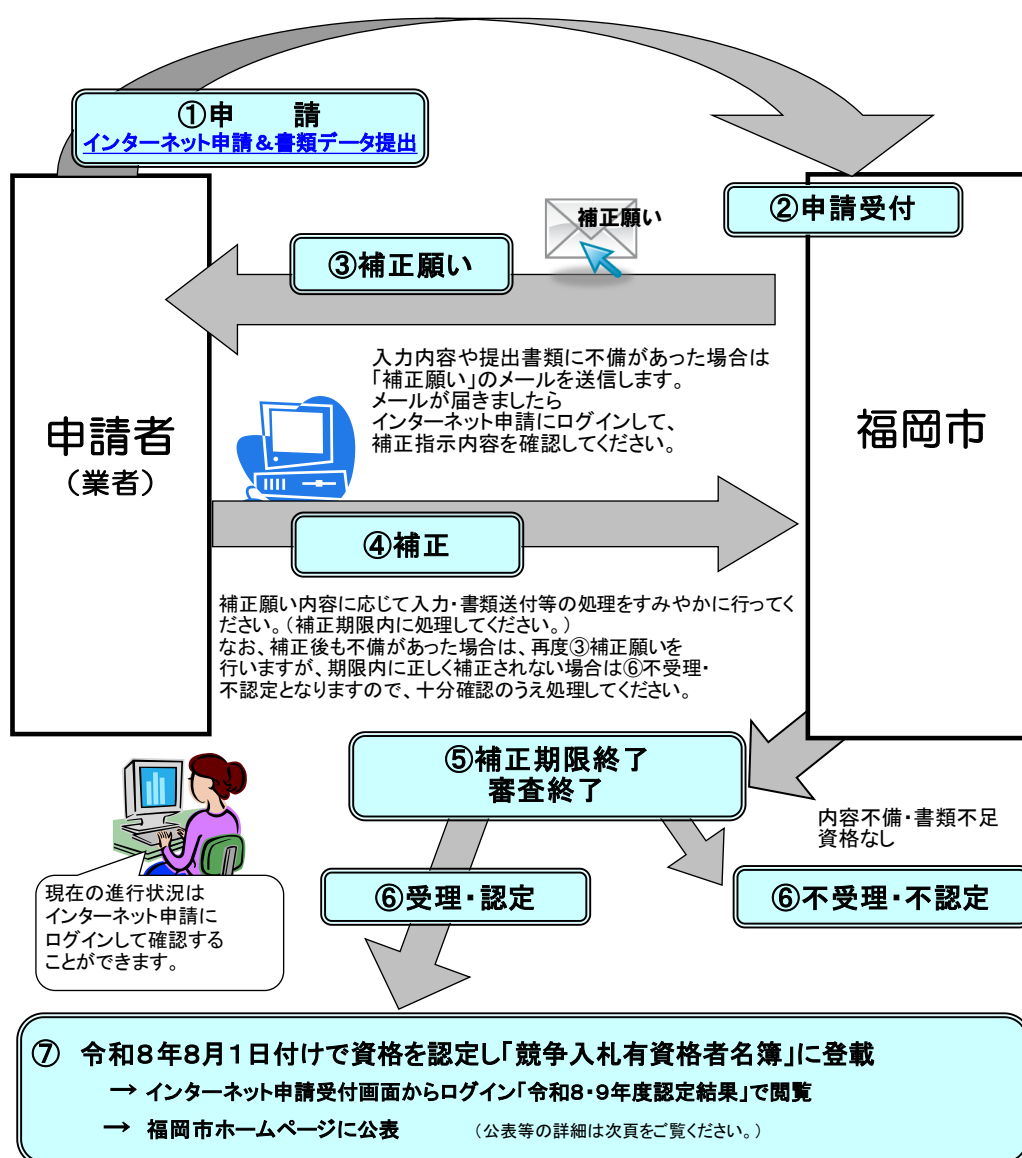 ①申　　請
インターネット申請＆書類データ提出
②申請受付
補正願い
③補正願い
入力内容や提出書類に不備があった場合は
「補正願い」のメールを送信します。
メールが届きましたら
インターネット申請にログインして、
補正指示内容を確認してください。
申請者
（業者）
福岡市
④補正
補正願い内容に応じて入力・書類送付等の処理をすみやかに行ってく
ださい。（補正期限内に処理してください。）
なお、補正後も不備があった場合は、再度③補正願いを
行いますが、期限内に正しく補正されない場合は⑥不受理・
不認定となりますので、十分確認のうえ処理してください。
⑤補正期限終了
審査終了
内容不備・書類不足
資格なし
⑥受理・認定
⑥不受理・不認定
現在の進行状況は
インターネット申請に
ログインして確認する
ことができます。
⑦　令和８年８月１日付けで資格を認定し「競争入札有資格者名簿」に登載
→ インターネット申請受付画面からログイン「令和８・９年度認定結果」で閲覧
→ 福岡市ホームページに公表　　（公表等の詳細は次頁をご覧ください。）